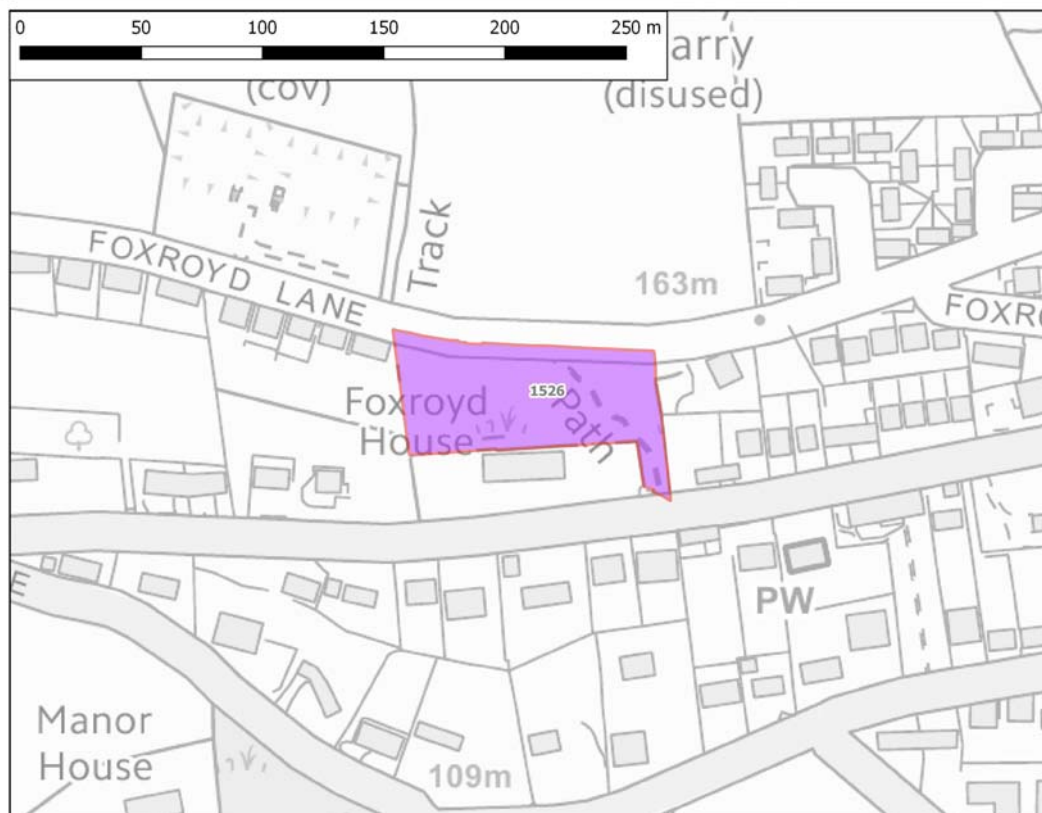 0 50 100 150 200 250 m
(cov)
arry
(disused)
Track
FOXROYD LANE
163m
FOXR
1526
Foxroyd
House
Path
E
PW
Manor
House
109m